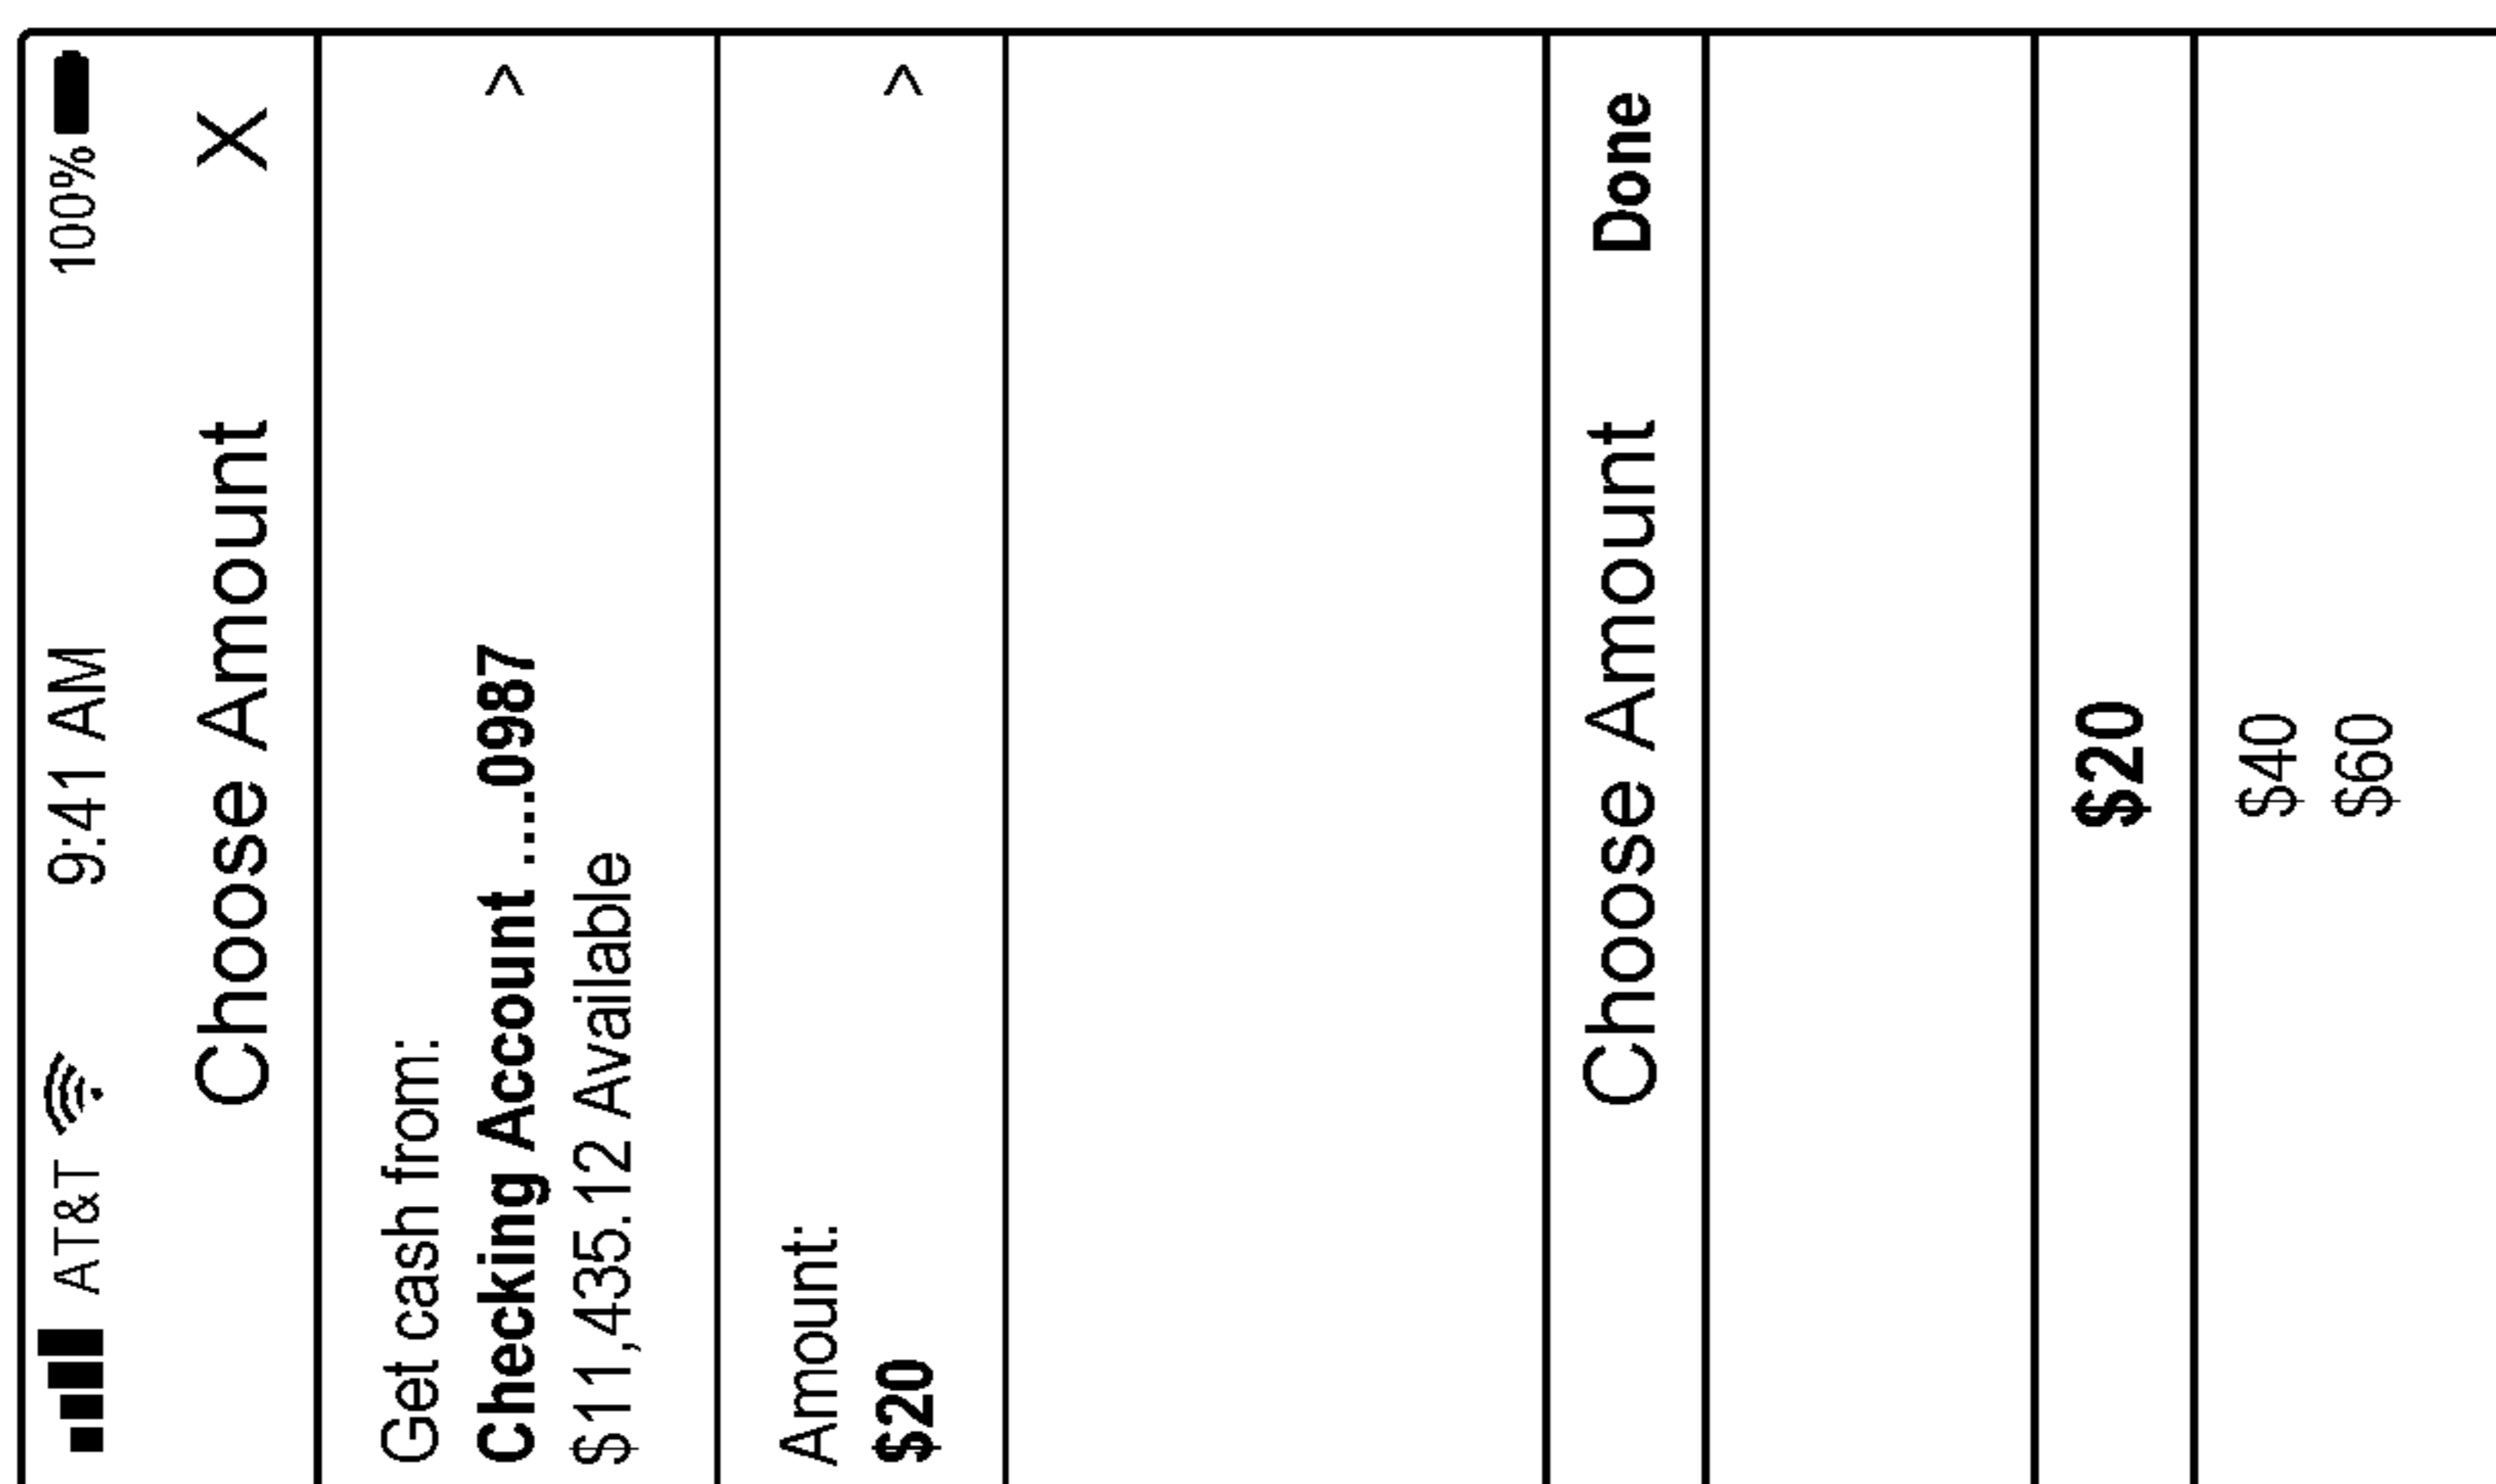 AT&T 9:41 AM 100%
Choose Amount X
Get cash from:
Checking Account ....0987 >
$11,435.12 Available
Amount:
$20 >
Choose Amount Done
$20
$40
$60